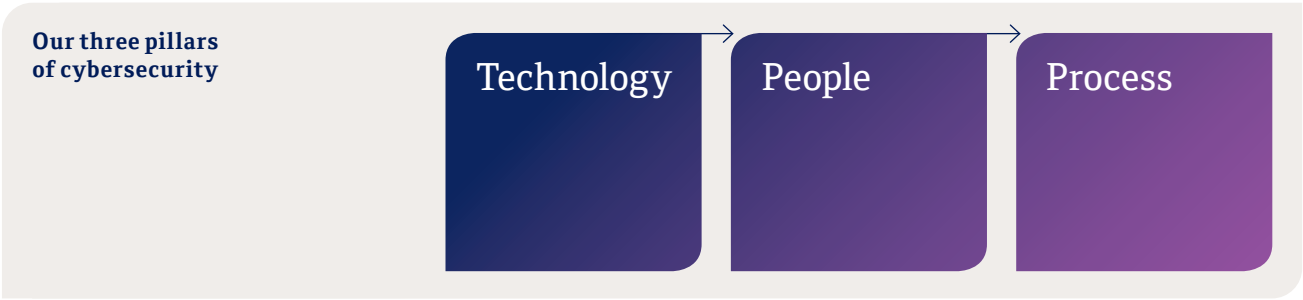 Our three pillars
of cybersecurity
Technology
People
Process